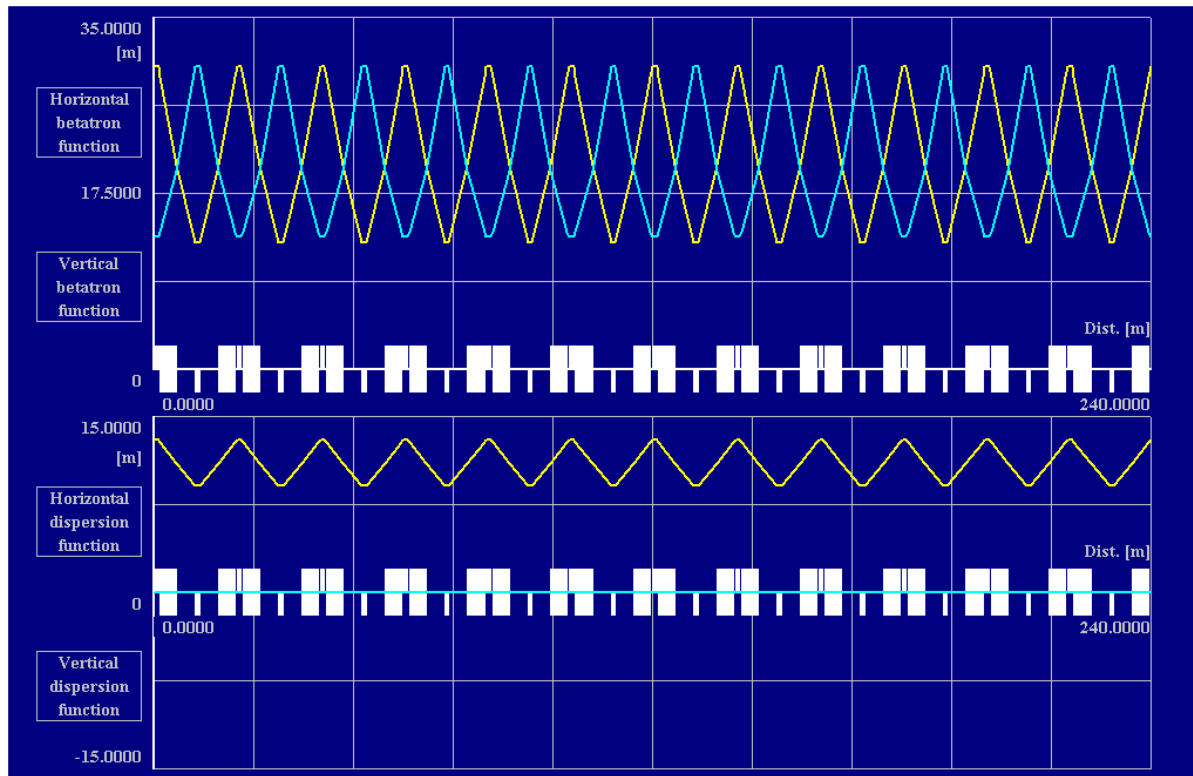 35.0000
[m]
Horizontal
betatron
function
17.5000
Vertical
betatron
function
Dist. [m]
0
0.0000
240.0000
15.0000
[m]
Horizontal
dispersion
function
Dist. [m]
0
0.0000
240.0000
Vertical
dispersion
function
-15.0000